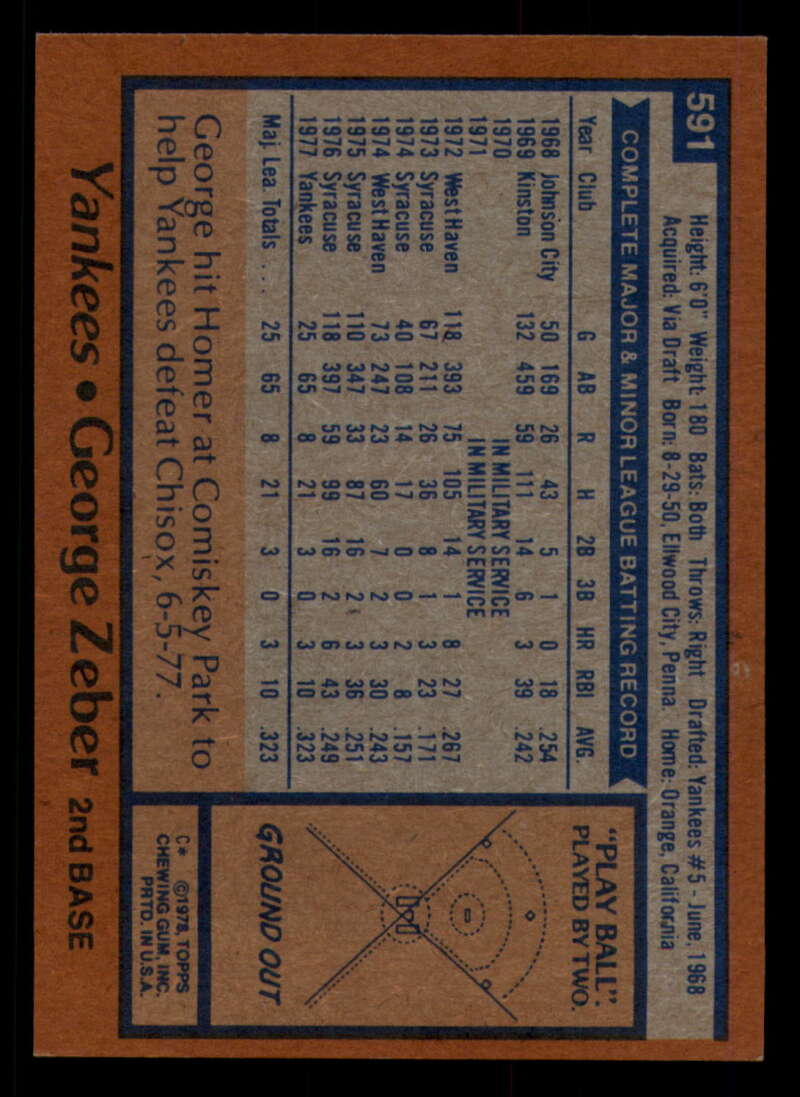 591
Height: 6'0" Weight: 180 Bats: Both Throws: Right Drafted: Yankees #5 - June, 1968
Acquired: Via Draft Born: 8-29-50, Ellwood City, Penna. Home: Orange, California
COMPLETE MAJOR & MINOR LEAGUE BATTING RECORD
Year Club G AB R H 2B 3B HR RBI AVG.
1968 Johnson City 50 169 26 43 5 1 0 18 .254
1969 Kinston 132 459 59 111 14 6 3 39 .242
1970 IN MILITARY SERVICE
1971 IN MILITARY SERVICE
1972 West Haven 118 393 75 105 14 1 8 27 .267
1973 Syracuse 67 211 26 36 8 1 3 23 .171
1974 Syracuse 40 108 14 17 0 0 2 8 .157
1974 West Haven 73 247 23 60 7 2 3 30 .243
1975 Syracuse 110 347 33 87 16 2 3 36 .251
1976 Syracuse 118 397 59 99 16 2 6 43 .249
1977 Yankees 25 65 8 21 3 0 3 10 .323
Maj. Lea. Totals ... 25 65 8 21 3 0 3 10 .323
George hit Homer at Comiskey Park to
help Yankees defeat Chisox, 6-5-77.
"PLAY BALL".
PLAYED BY TWO.
GROUND OUT
C* ©1978, TOPPS
CHEWING GUM, INC.
PRTD. IN U.S.A.
Yankees • George Zeber 2nd BASE